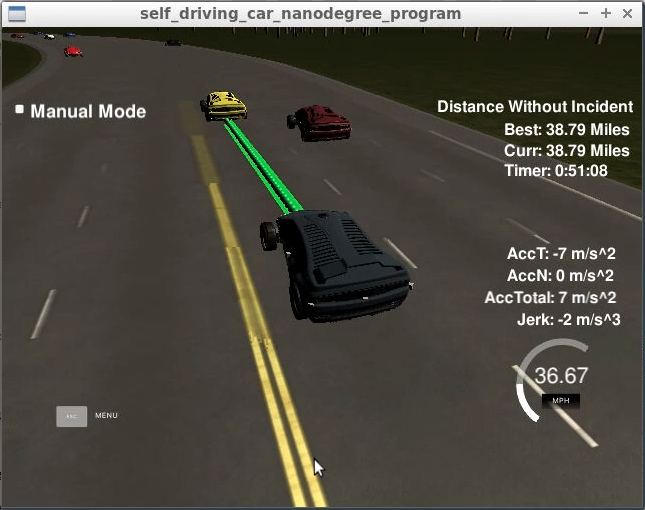 self_driving_car_nanodegree_program
Manual Mode
Distance Without Incident
Best: 38.79 Miles
Curr: 38.79 Miles
Timer: 0:51:08
AccT: -7 m/s^2
AccN: 0 m/s^2
AccTotal: 7 m/s^2
Jerk: -2 m/s^3
36.67
MPH
ESC MENU